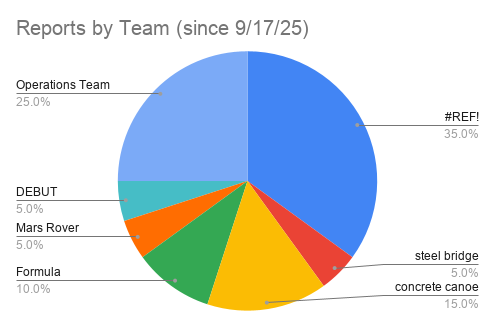 Reports by Team (since 9/17/25)
Operations Team
25.0%
#REF!
35.0%
DEBUT
5.0%
Mars Rover
5.0%
steel bridge
5.0%
Formula
10.0%
concrete canoe
15.0%